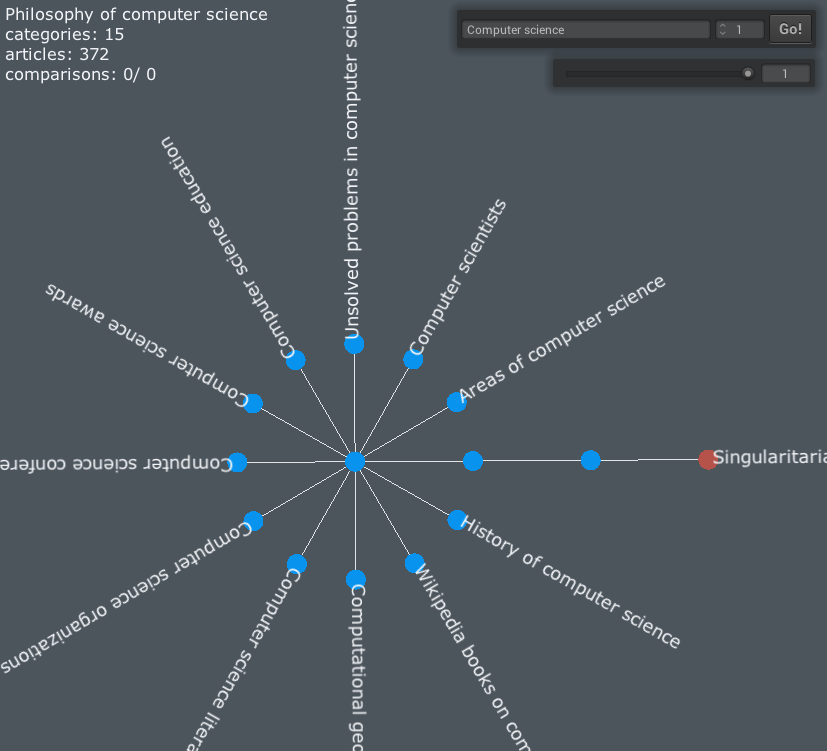 Philosophy of computer science
categories: 15
articles: 372
comparisons: 0/ 0
Computer science
1
Go!
1
Unsolved problems in computer scien
Computer scientists
Areas of computer science
Singularitaria
History of computer science
Wikipedia books on com
Computational geo
Computer science litera
Computer science organizations
Computer science confere
Computer science awards
Computer science education